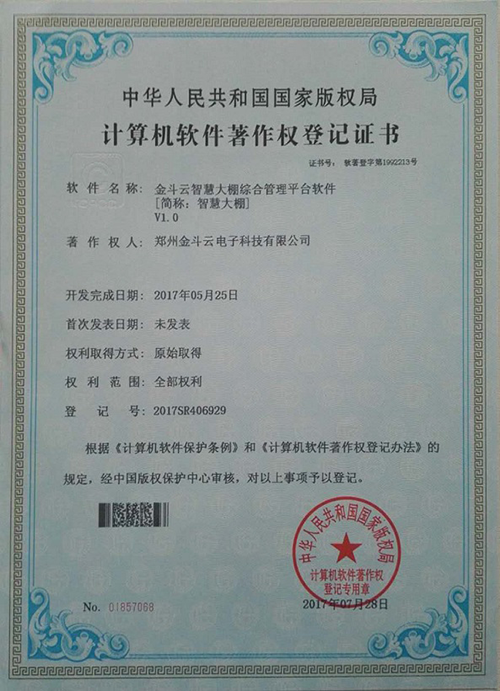 中华人民共和国国家版权局
计算机软件著作权登记证书
证书号： 软著登字第1992213号
软件名称： 金斗云智慧大棚综合管理平台软件
[简称：智慧大棚]
V1.0
著作权人： 郑州金斗云电子科技有限公司
开发完成日期： 2017年05月25日
首次发表日期： 未发表
权利取得方式： 原始取得
权利范围： 全部权利
登记号： 2017SR406929
根据《计算机软件保护条例》和《计算机软件著作权登记办法》的
规定，经中国版权保护中心审核，对以上事项予以登记。
中华人民共和国国家版权局
计算机软件著作权
登记专用章
No. 01857068
2017年07月28日